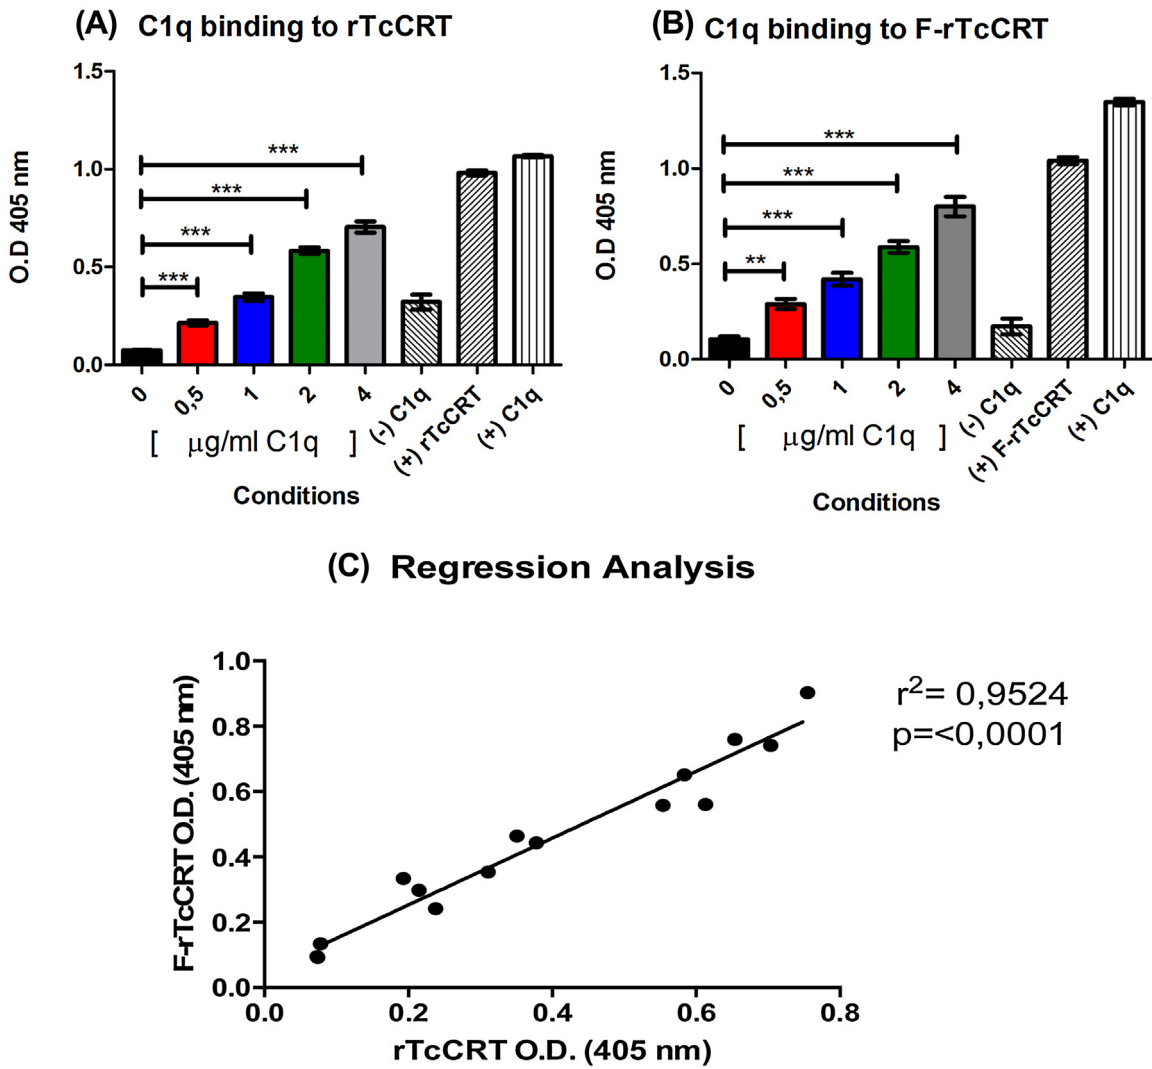 (A) C1q binding to rTcCRT
1.5
1.0
0.5
0.0
O.D 405 nm
***
***
***
***
0
0,5
1
2
4
(-) C1q
(+) rTcCRT
(+) C1q
[ μg/ml C1q ]
Conditions
(B) C1q binding to F-rTcCRT
1.5
1.0
0.5
0.0
O.D 405 nm
***
***
***
**
0
0,5
1
2
4
(-) C1q
(+) F-rTcCRT
(+) C1q
[ μg/ml C1q ]
Conditions
(C) Regression Analysis
1.0
0.8
0.6
0.4
0.2
0.0
F-rTcCRT O.D. (405 nm)
r²= 0,9524
p=<0,0001
0.0 0.2 0.4 0.6 0.8
rTcCRT O.D. (405 nm)